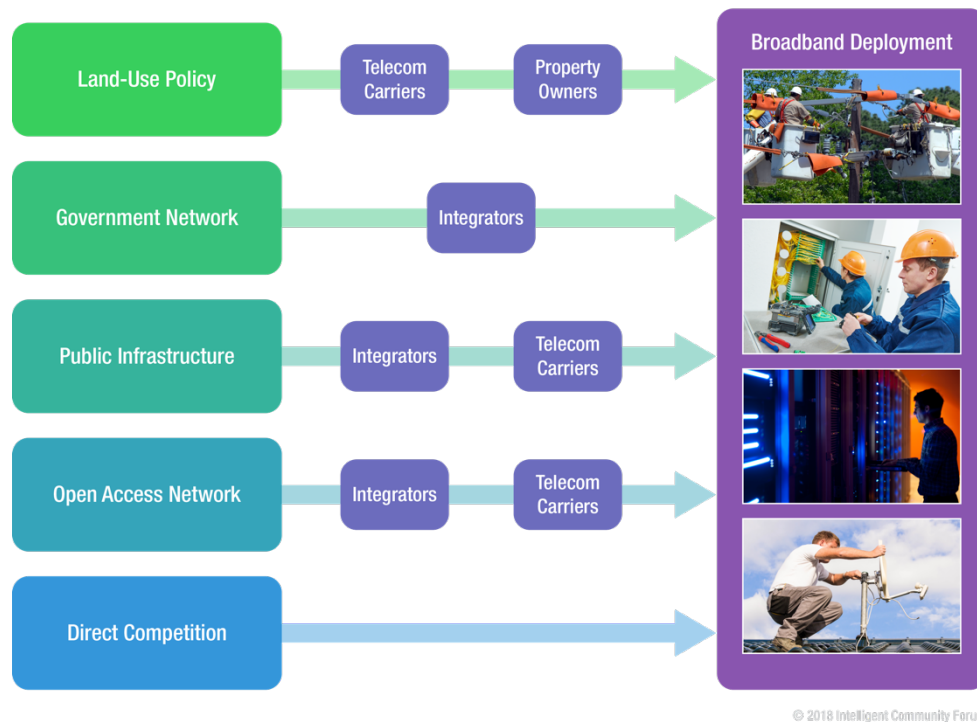 Broadband Deployment
Land-Use Policy
Telecom
Carriers
Property
Owners
Government Network
Integrators
Public Infrastructure
Integrators
Telecom
Carriers
Open Access Network
Integrators
Telecom
Carriers
Direct Competition
© 2018 Intelligent Community Foru